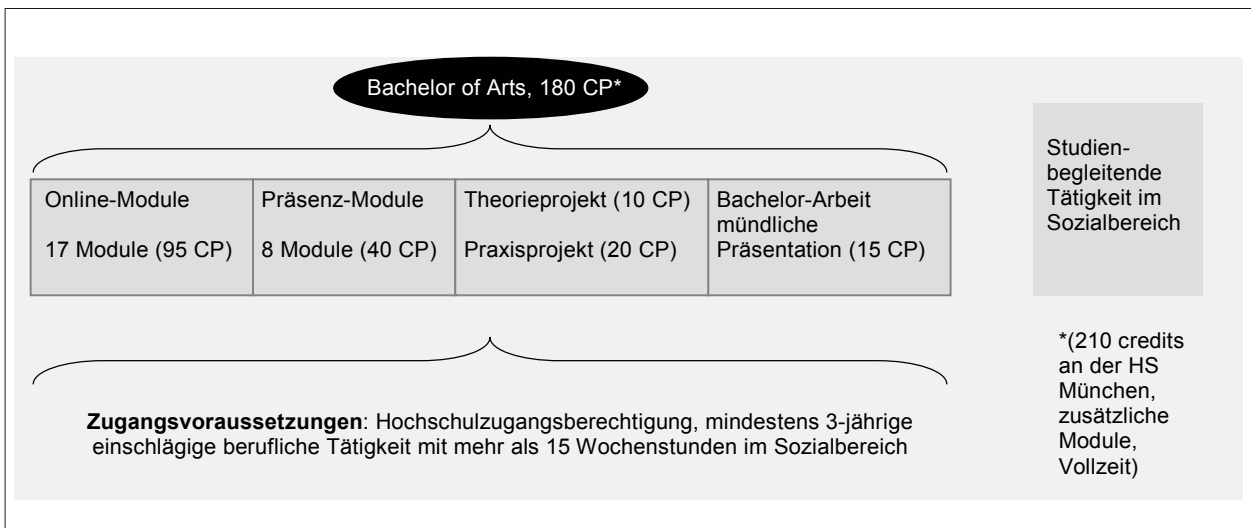 Bachelor of Arts, 180 CP*
Online-Module
17 Module (95 CP)
Präsenz-Module
8 Module (40 CP)
Theorieprojekt (10 CP)
Praxisprojekt (20 CP)
Bachelor-Arbeit
mündliche
Präsentation (15 CP)
Studien-
begleitende
Tätigkeit im
Sozialbereich
Zugangsvoraussetzungen: Hochschulzugangsberechtigung, mindestens 3-jährige
einschlägige berufliche Tätigkeit mit mehr als 15 Wochenstunden im Sozialbereich
*(210 credits
an der HS
München,
zusätzliche
Module,
Vollzeit)